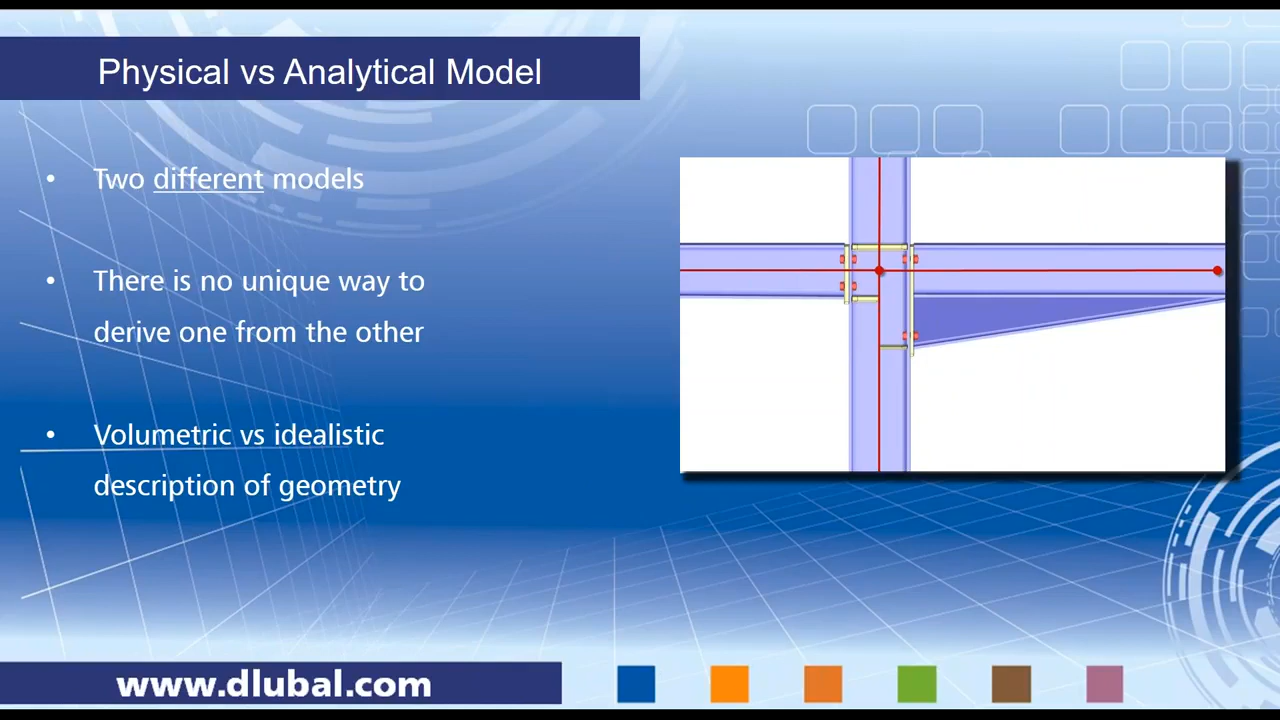 Physical vs Analytical Model
• Two different models
• There is no unique way to
derive one from the other
• Volumetric vs idealistic
description of geometry
www.dlubal.com